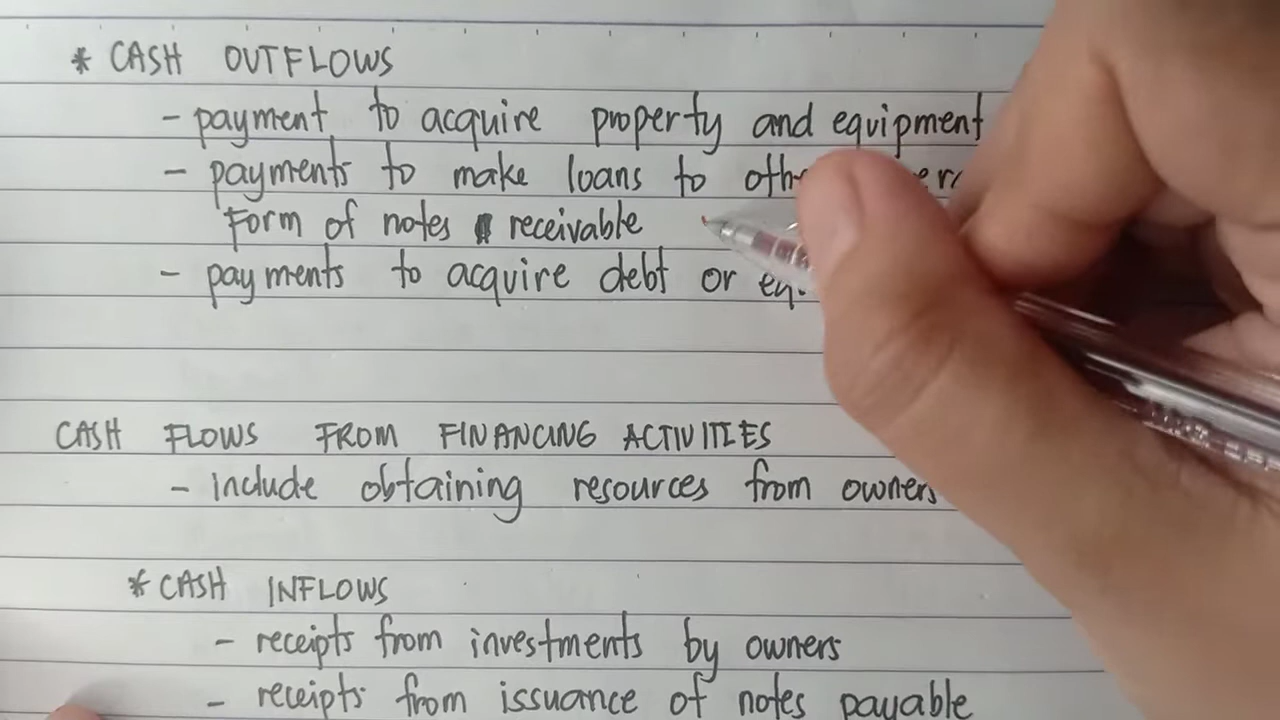 * CASH OUTFLOWS
- payment to acquire property and equipment
- payments to make loans to
Form of notes receivable
- payments to acquire debt or
CASH FLOWS FROM FINANCING ACTIVITIES
- include obtaining resources from owners
* CASH INFLOWS
- receipts from investments by owners
- receipts from issuance of notes payable